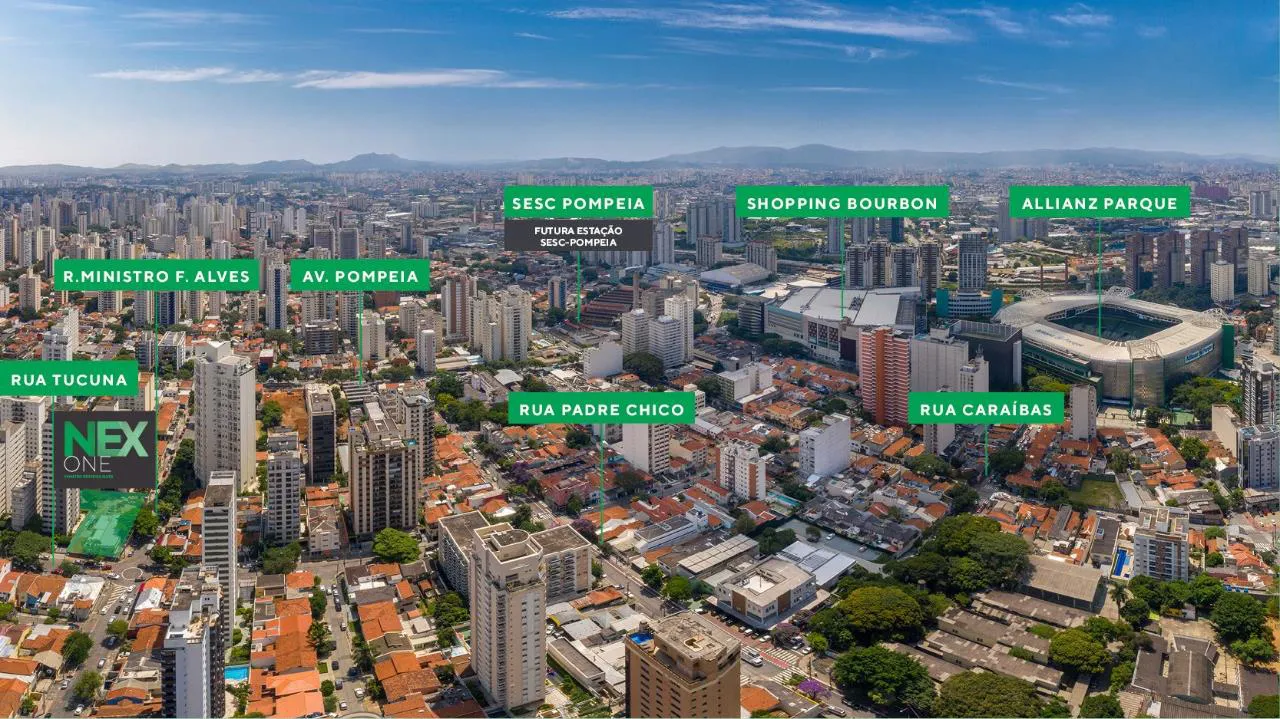 SESC POMPEIA
FUTURA ESTAÇÃO
SESC-POMPEIA
SHOPPING BOURBON
ALLIANZ PARQUE
R.MINISTRO F. ALVES
AV. POMPEIA
RUA TUCUNA
NEX
ONE
RUA PADRE CHICO
RUA CARAÍBAS